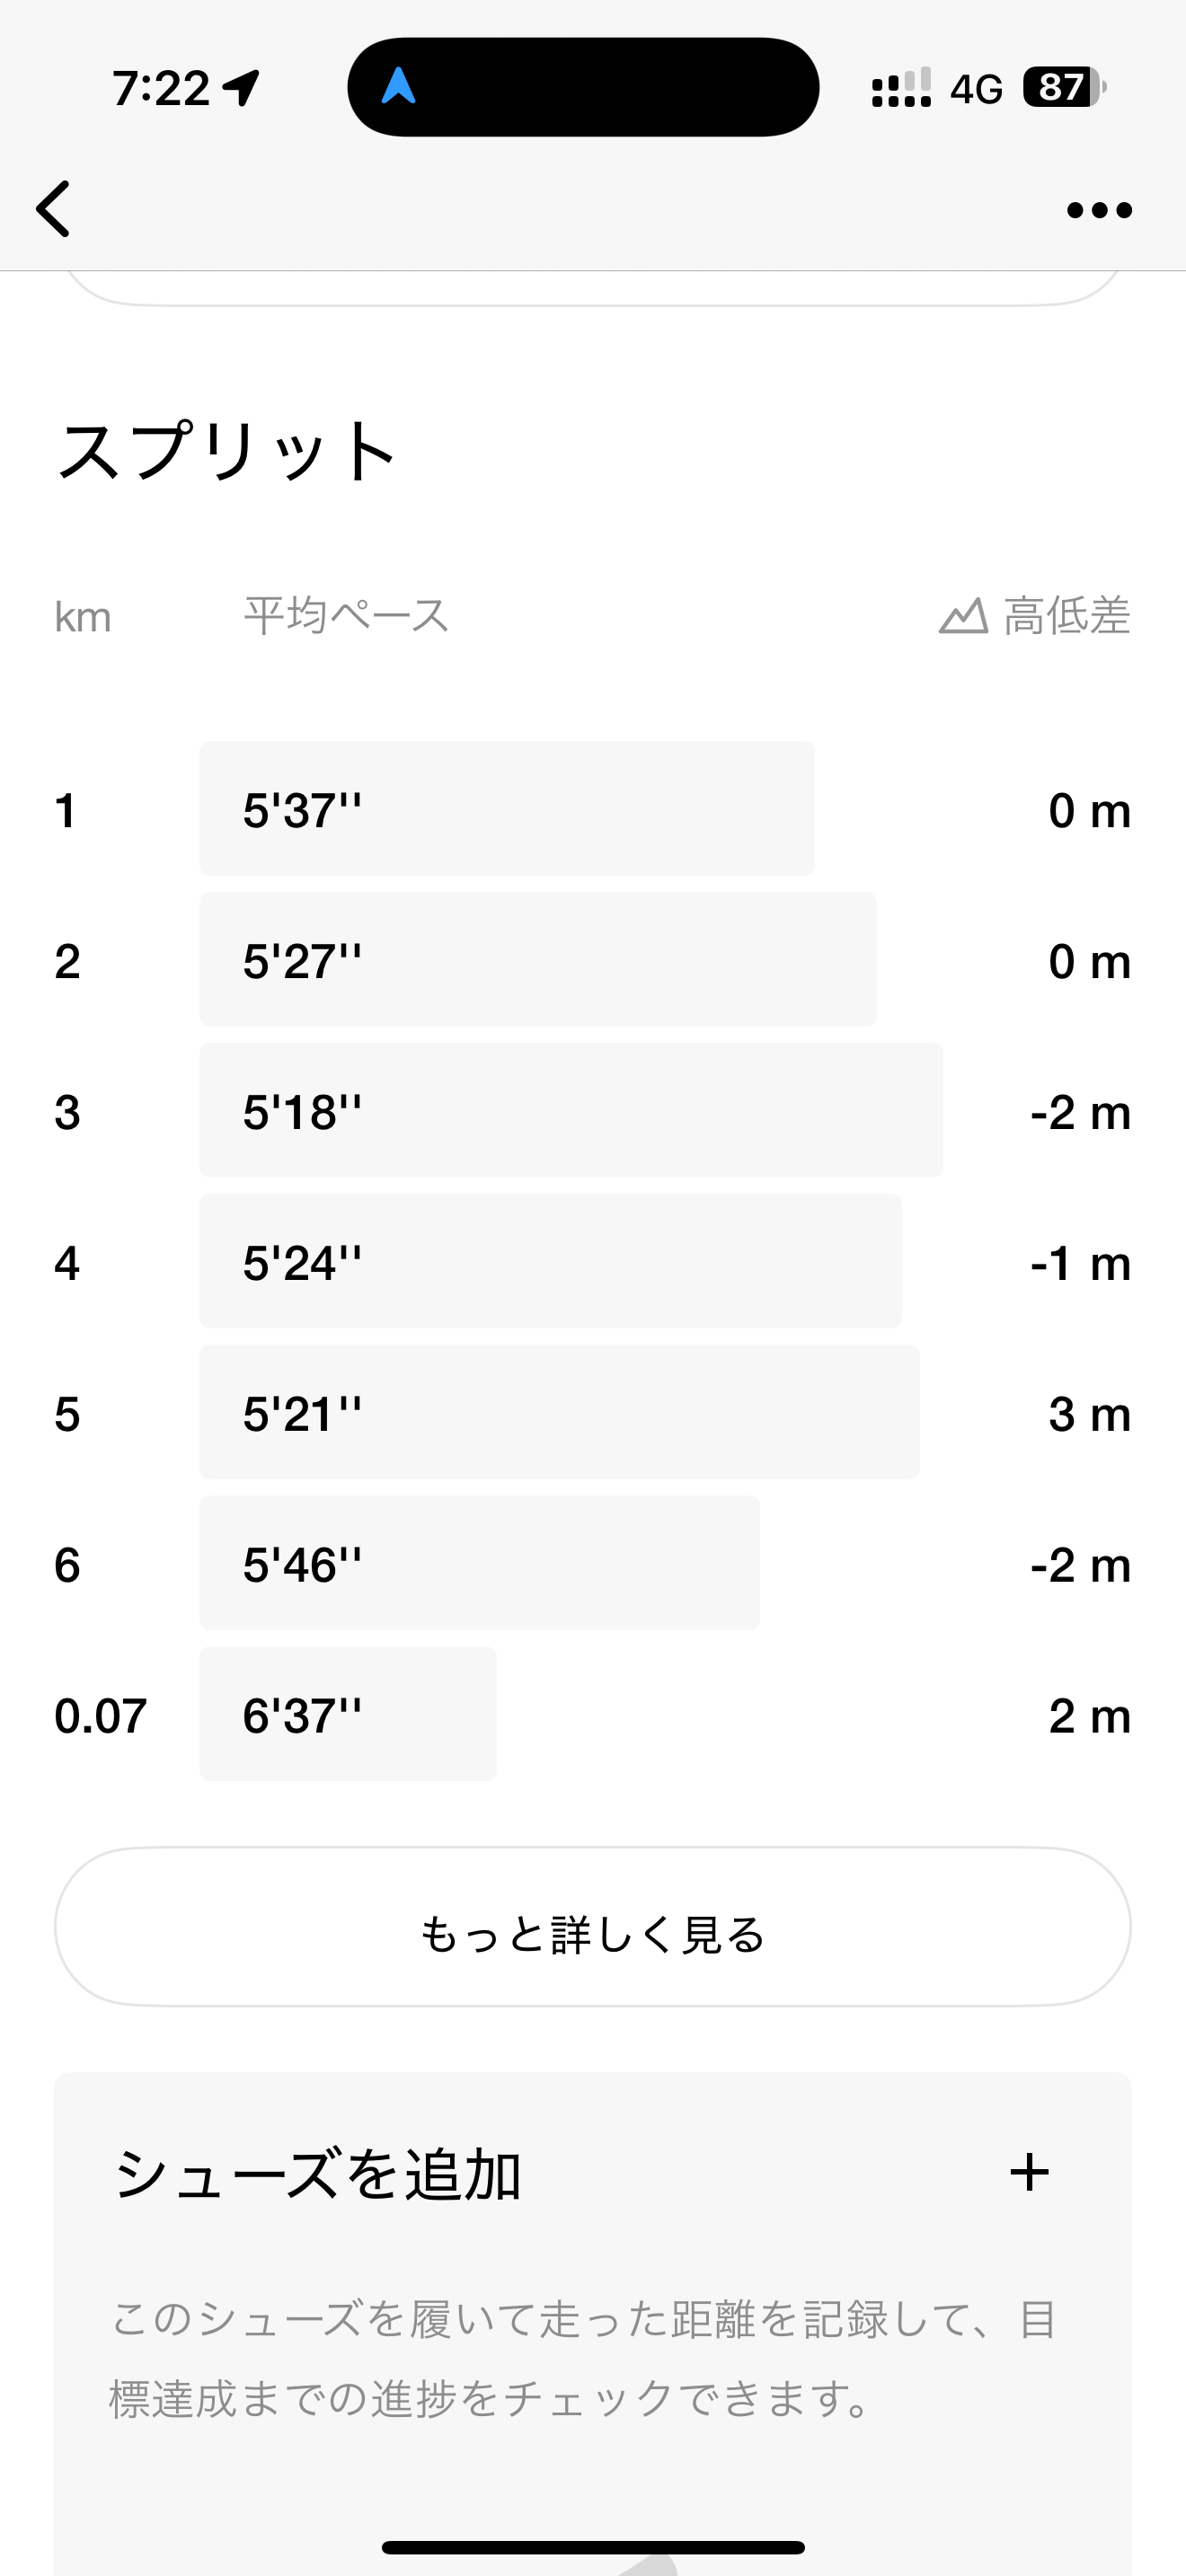 7:22 4G 87
スプリット
km 平均ペース 高低差
1 5'37'' 0 m
2 5'27'' 0 m
3 5'18'' -2 m
4 5'24'' -1 m
5 5'21'' 3 m
6 5'46'' -2 m
0.07 6'37'' 2 m
もっと詳しく見る
シューズを追加 +
このシューズを履いて走った距離を記録して、目
標達成までの進捗をチェックできます。